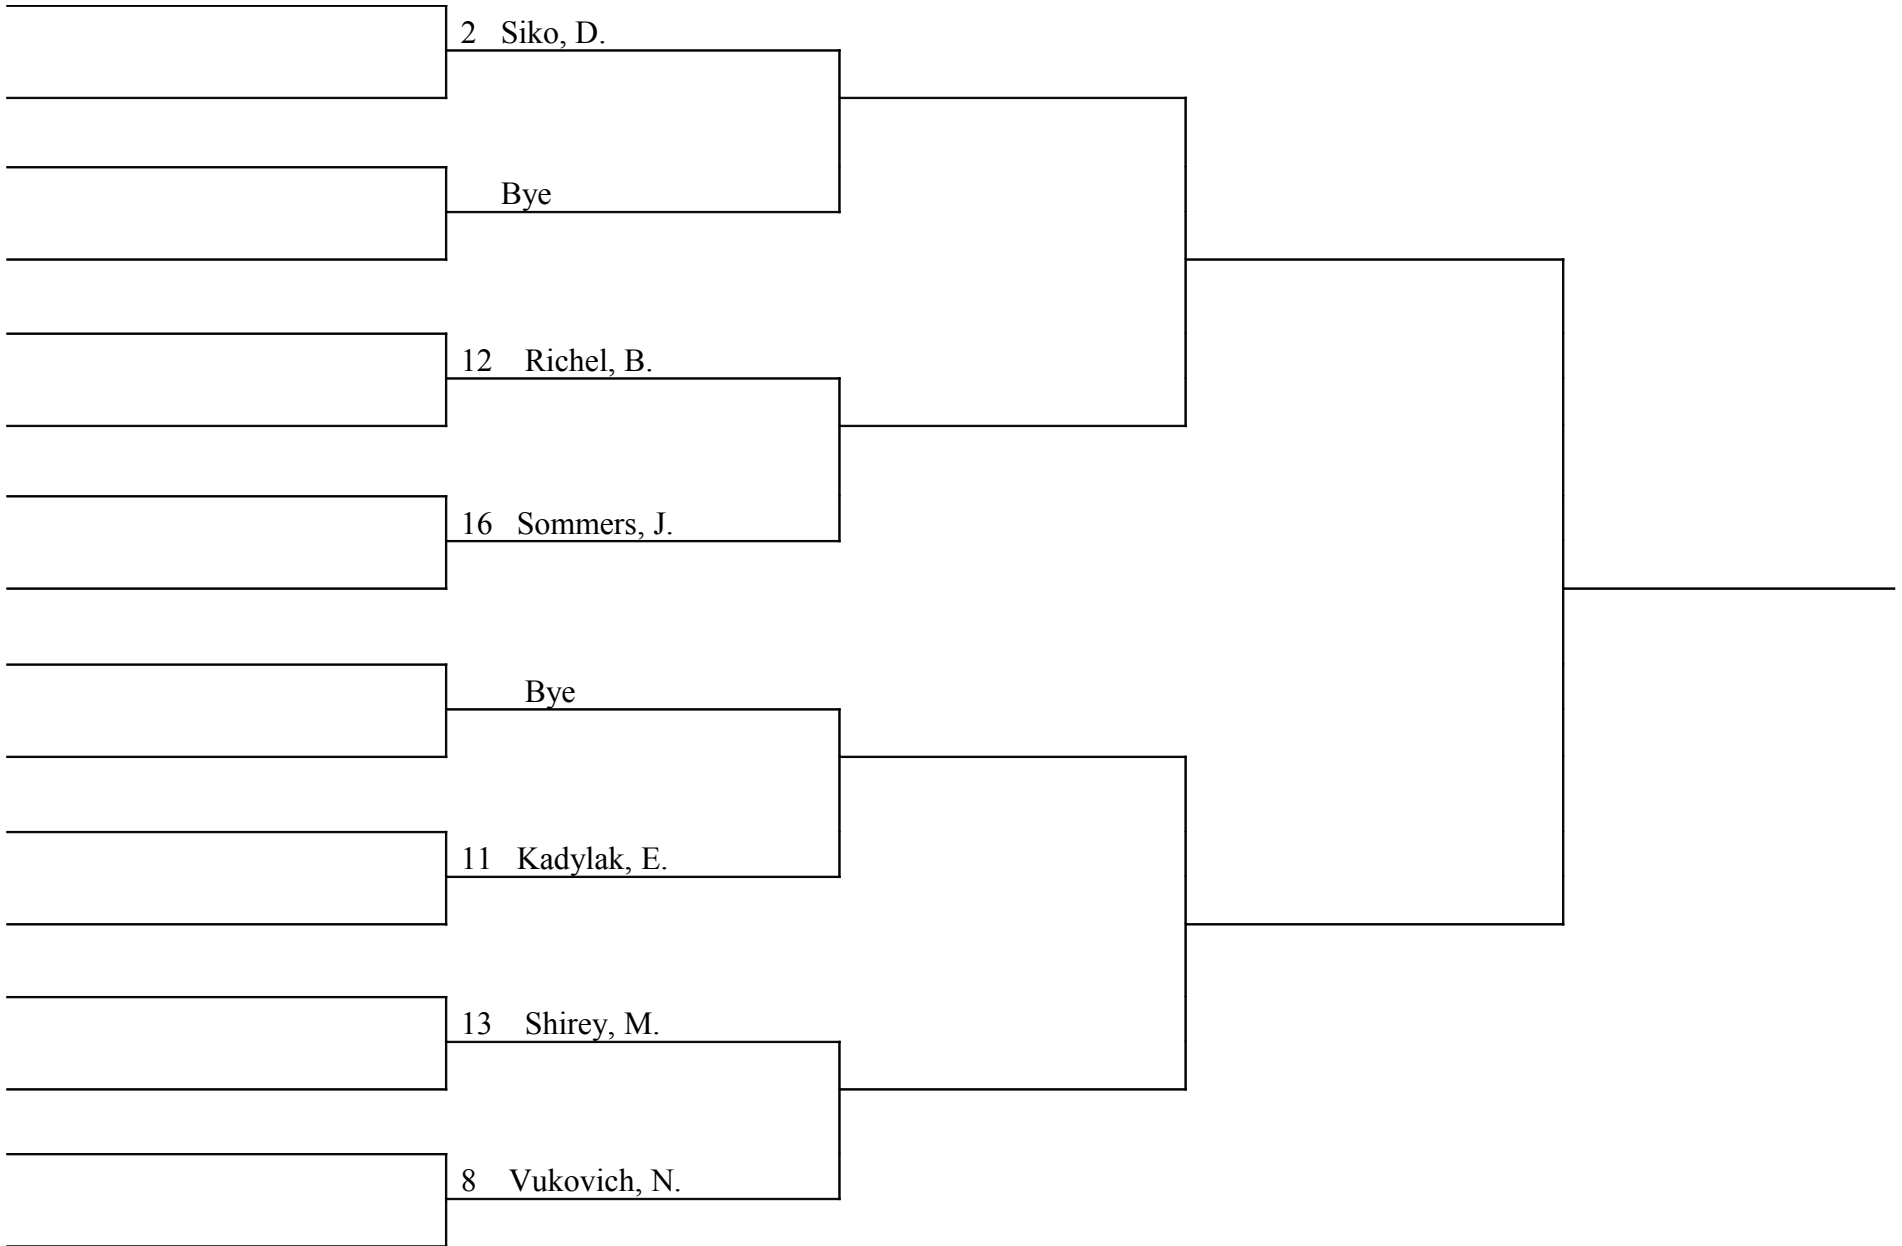 2 Siko, D.
Bye
12 Richel, B.
16 Sommers, J.
Bye
11 Kadylak, E.
13 Shirey, M.
8 Vukovich, N.